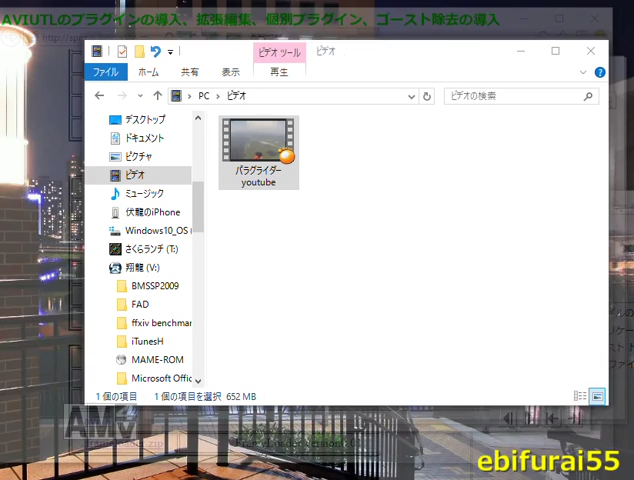 AVIUTLのプラグインの導入、拡張編集、個別プラグイン、ゴースト除去の導入
ビデオ ツール
ビデオ
ファイル
ホーム
共有
表示
再生
PC
ビデオ
ビデオの検索
デスクトップ
ドキュメント
ピクチャ
ビデオ
ミュージック
伏龍のiPhone
Windows10_OS (
さくらランチ (T:)
翔龍 (V:)
BMSSP2009
FAD
ffxiv benchmar
iTunesH
MAME-ROM
Microsoft Offic
パラグライダー
youtube
1 個の項目
1 個の項目を選択 652 MB
ebifurai55